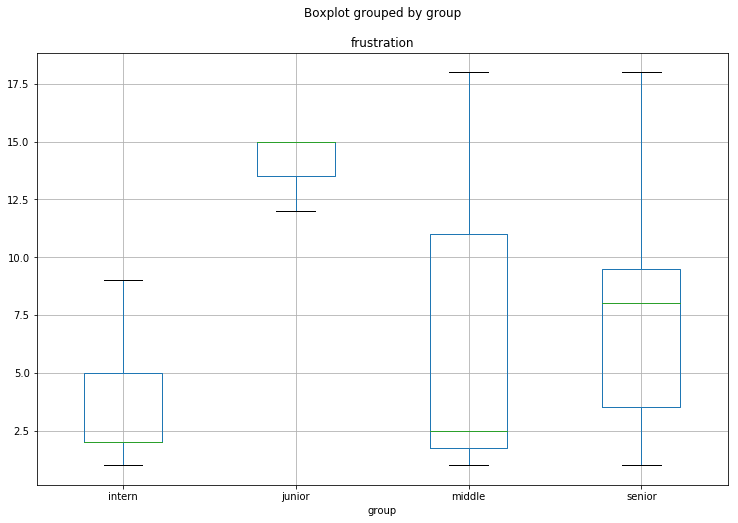 Boxplot grouped by group
frustration
17.5
15.0
12.5
10.0
7.5
5.0
2.5
intern junior middle senior
group